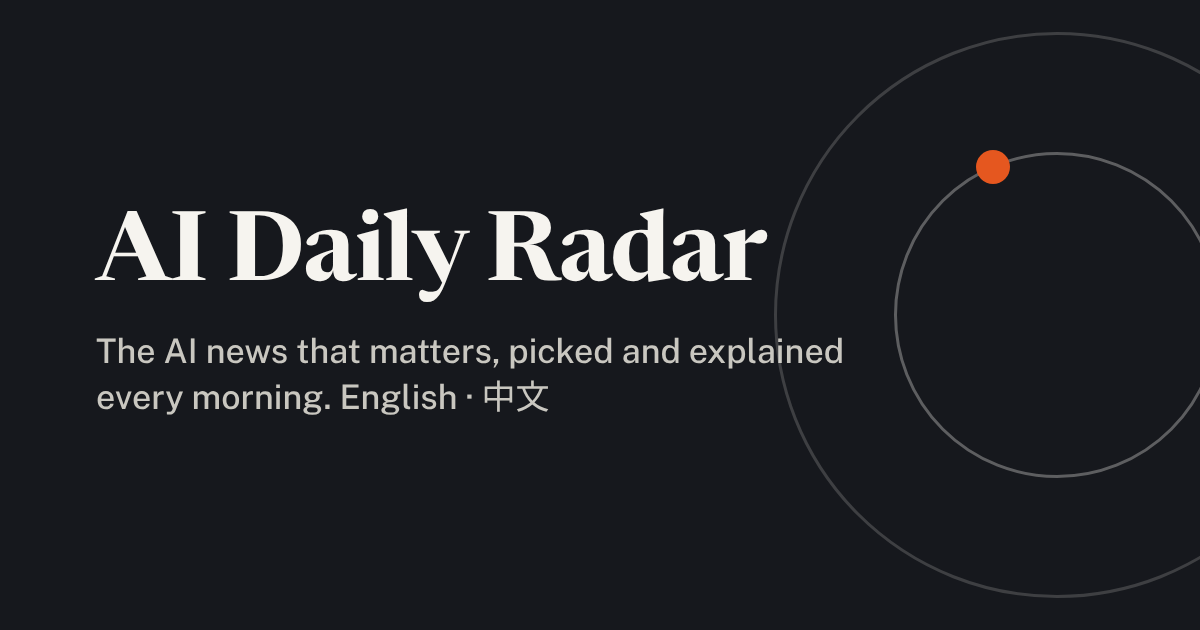 AI Daily Radar
The AI news that matters, picked and explained
every morning. English · 中文